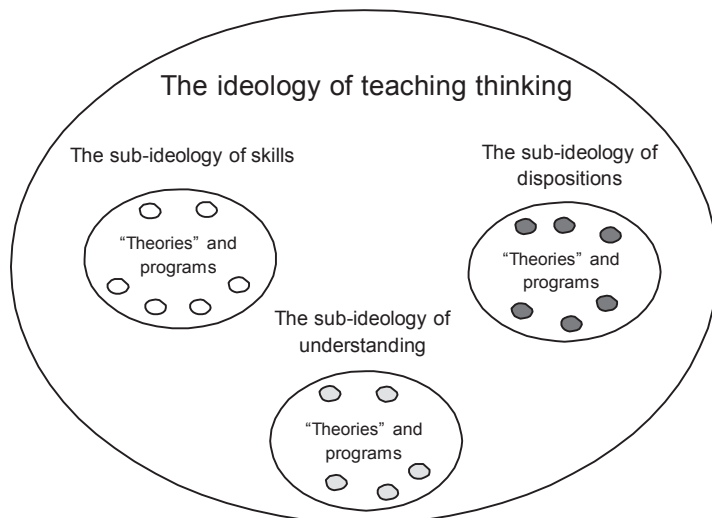 The ideology of teaching thinking
The sub-ideology of skills
“Theories” and
programs
The sub-ideology of
dispositions
“Theories” and
programs
The sub-ideology of
understanding
“Theories” and
programs